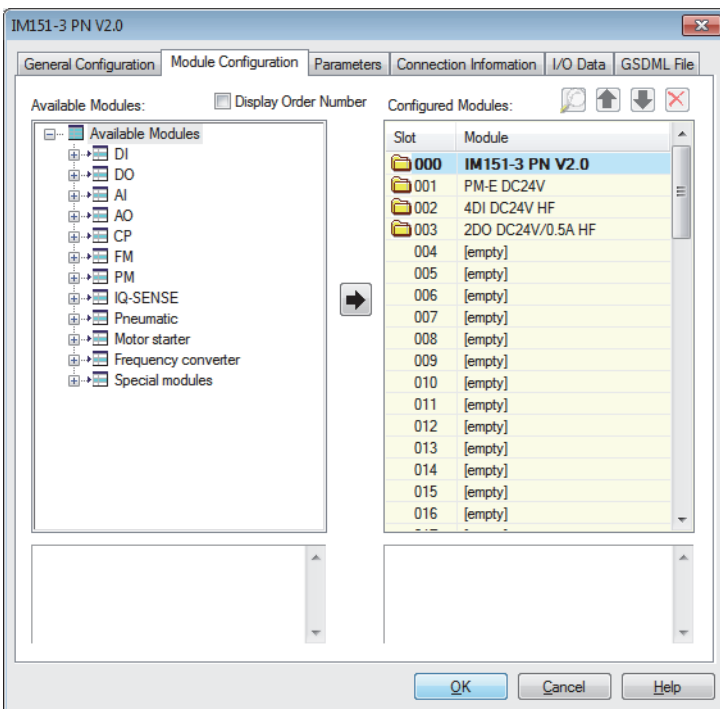 IM151-3 PN V2.0
General Configuration Module Configuration Parameters Connection Information I/O Data GSDML File
Available Modules: Display Order Number Configured Modules:
Available Modules
DI
DO
AI
AO
CP
FM
PM
IQ-SENSE
Pneumatic
Motor starter
Frequency converter
Special modules
Slot Module
000 IM151-3 PN V2.0
001 PM-E DC24V
002 4DI DC24V HF
003 2DO DC24V/0.5A HF
004 [empty]
005 [empty]
006 [empty]
007 [empty]
008 [empty]
009 [empty]
010 [empty]
011 [empty]
012 [empty]
013 [empty]
014 [empty]
015 [empty]
016 [empty]
OK Cancel Help